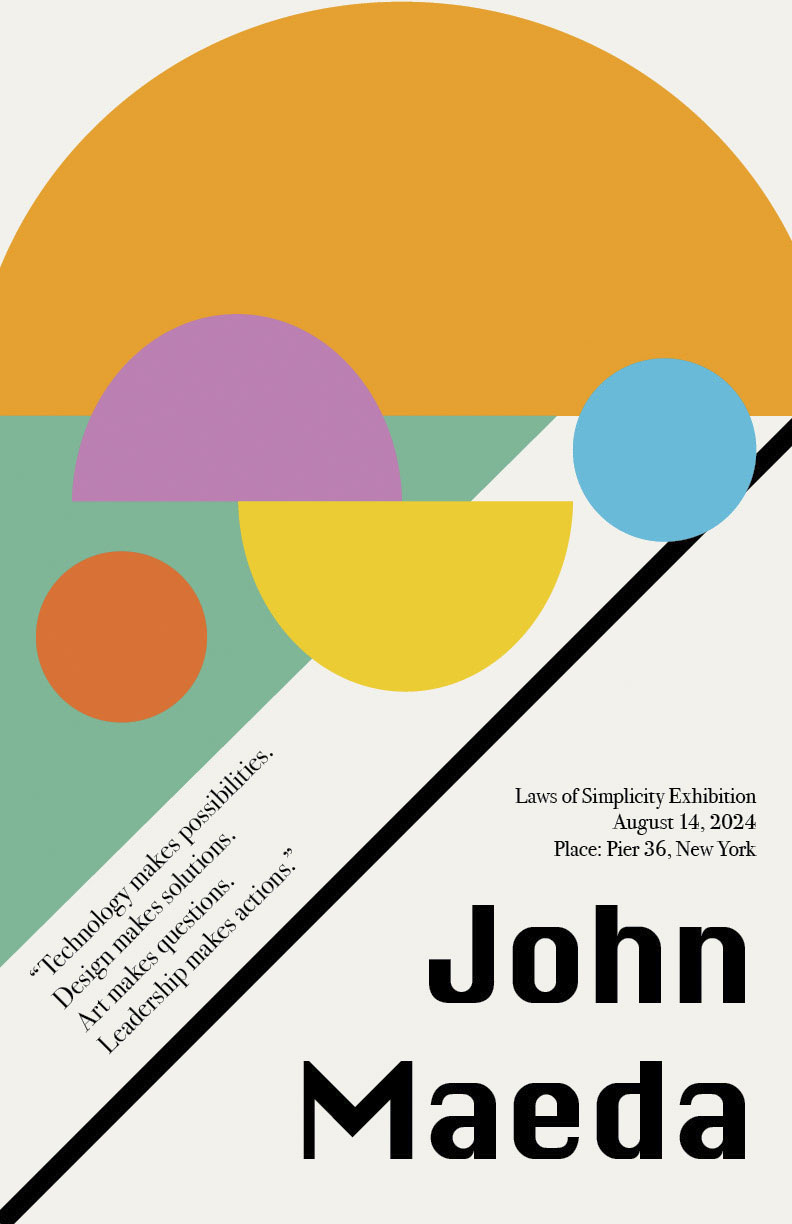 “Technology makes possibilities.
Design makes solutions.
Art makes questions.
Leadership makes actions.”
Laws of Simplicity Exhibition
August 14, 2024
Place: Pier 36, New York
John
Maeda